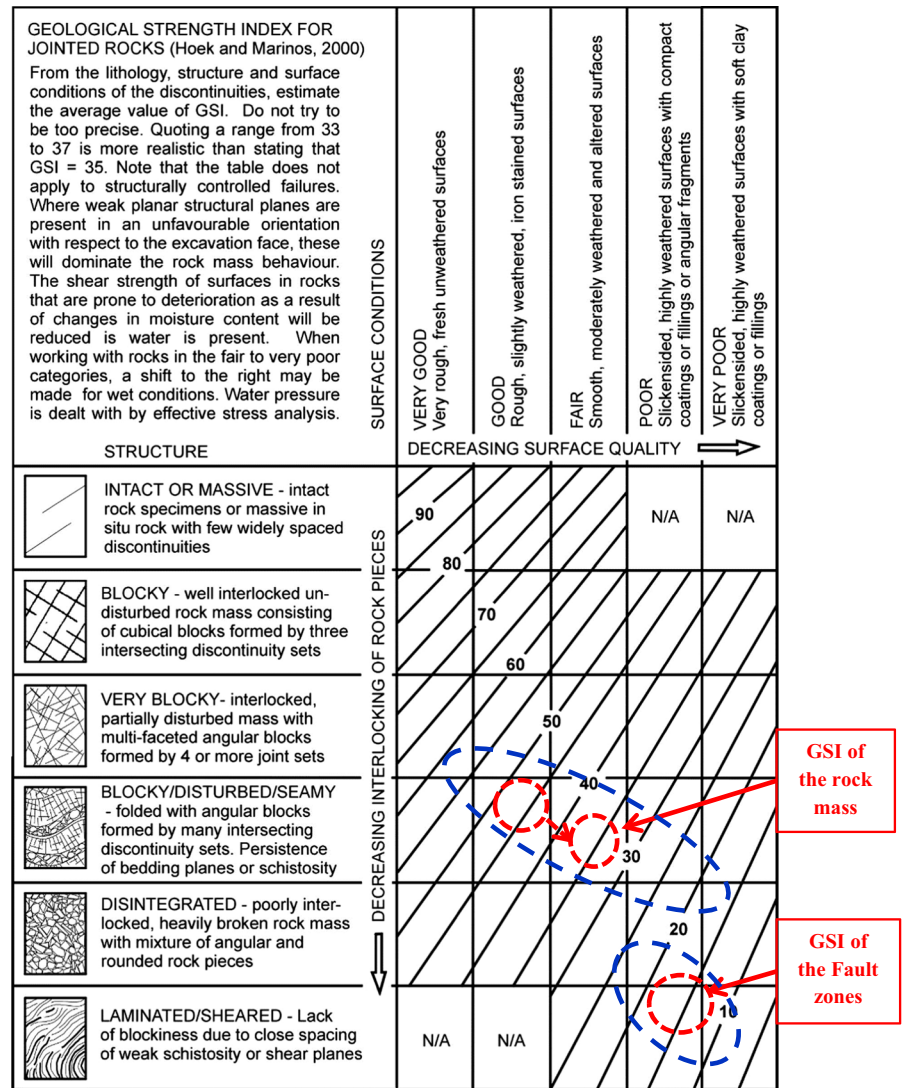 GEOLOGICAL STRENGTH INDEX FOR
JOINTED ROCKS (Hoek and Marinos, 2000)
From the lithology, structure and surface
conditions of the discontinuities, estimate
the average value of GSI. Do not try to
be too precise. Quoting a range from 33
to 37 is more realistic than stating that
GSI = 35. Note that the table does not
apply to structurally controlled failures.
Where weak planar structural planes are
present in an unfavourable orientation
with respect to the excavation face, these
will dominate the rock mass behaviour.
The shear strength of surfaces in rocks
that are prone to deterioration as a result
of changes in moisture content will be
reduced is water is present. When
working with rocks in the fair to very poor
categories, a shift to the right may be
made for wet conditions. Water pressure
is dealt with by effective stress analysis.
STRUCTURE
SURFACE CONDITIONS
VERY GOOD
Very rough, fresh unweathered surfaces
GOOD
Rough, slightly weathered, iron stained surfaces
FAIR
Smooth, moderately weathered and altered surfaces
POOR
Slickensided, highly weathered surfaces with compact
coatings or fillings or angular fragments
VERY POOR
Slickensided, highly weathered surfaces with soft clay
coatings or fillings
DECREASING SURFACE QUALITY
INTACT OR MASSIVE - intact
rock specimens or massive in
situ rock with few widely spaced
discontinuities
BLOCKY - well interlocked un-
disturbed rock mass consisting
of cubical blocks formed by three
intersecting discontinuity sets
VERY BLOCKY- interlocked,
partially disturbed mass with
multi-faceted angular blocks
formed by 4 or more joint sets
BLOCKY/DISTURBED/SEAMY
- folded with angular blocks
formed by many intersecting
discontinuity sets. Persistence
of bedding planes or schistosity
DISINTEGRATED - poorly inter-
locked, heavily broken rock mass
with mixture of angular and
rounded rock pieces
LAMINATED/SHEARED - Lack
of blockiness due to close spacing
of weak schistosity or shear planes
DECREASING INTERLOCKING OF ROCK PIECES
90
80
70
60
50
40
30
20
10
N/A
N/A
N/A
N/A
GSI of
the rock
mass
GSI of
the Fault
zones